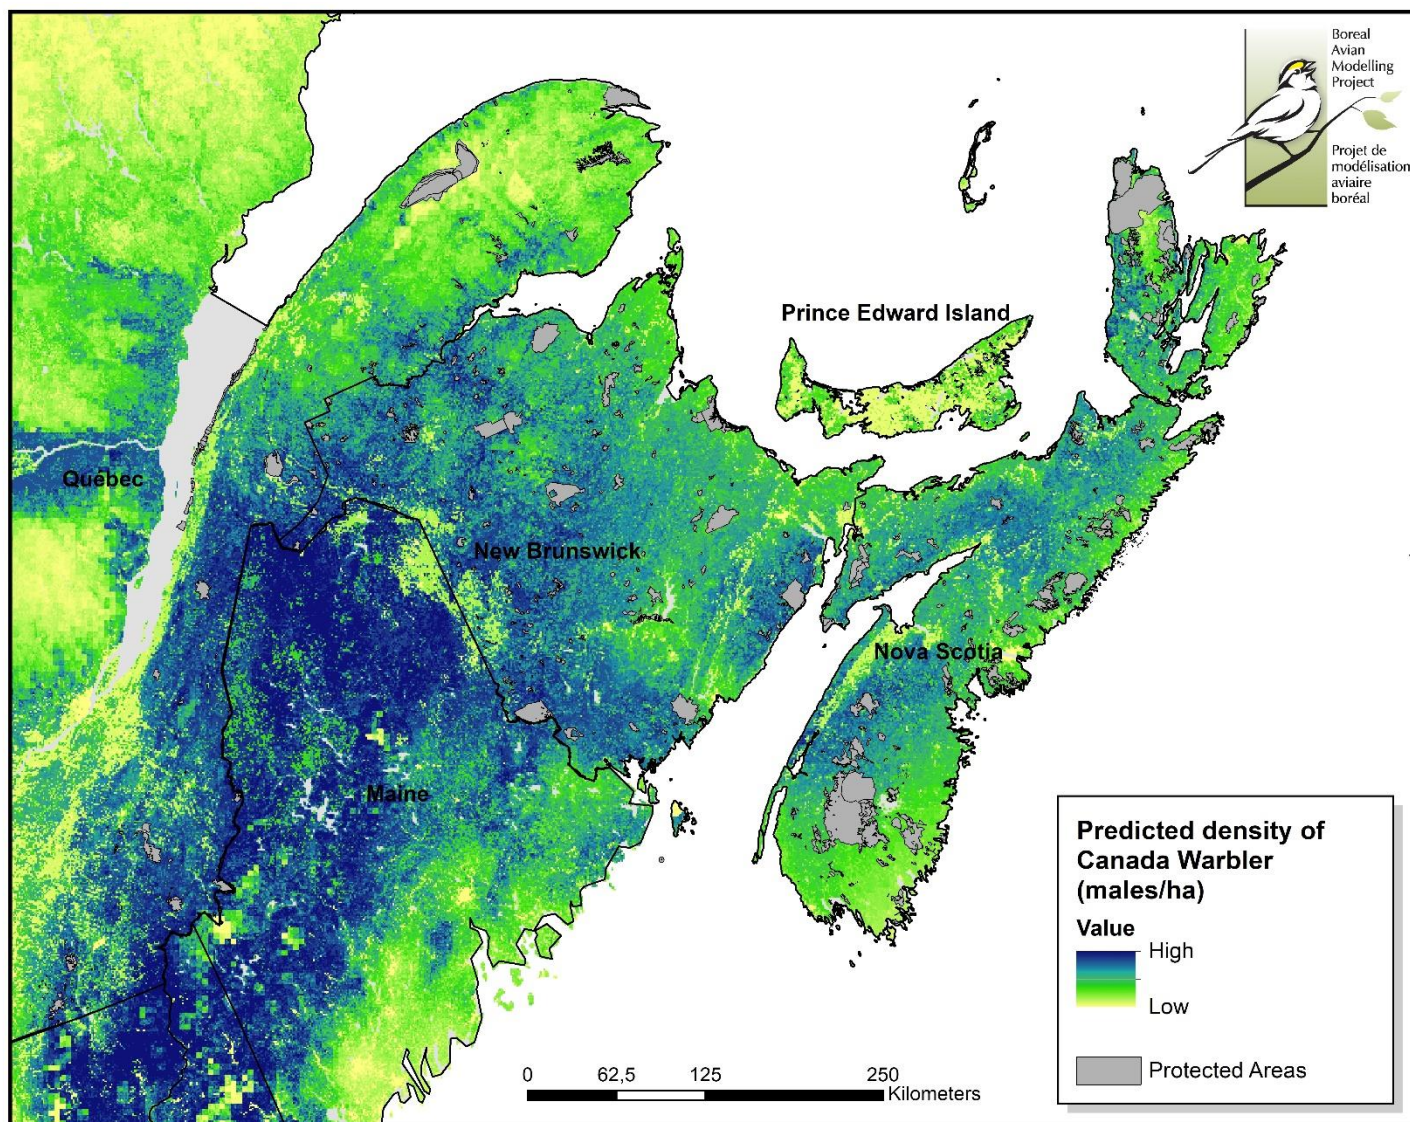 Boreal
Avian
Modelling
Project
Projet de
modélisation
aviaire
boréal
Prince Edward Island
Québec
New Brunswick
Nova Scotia
Maine
Predicted density of
Canada Warbler
(males/ha)
Value
High
Low
Protected Areas
0 62,5 125 250
Kilometers